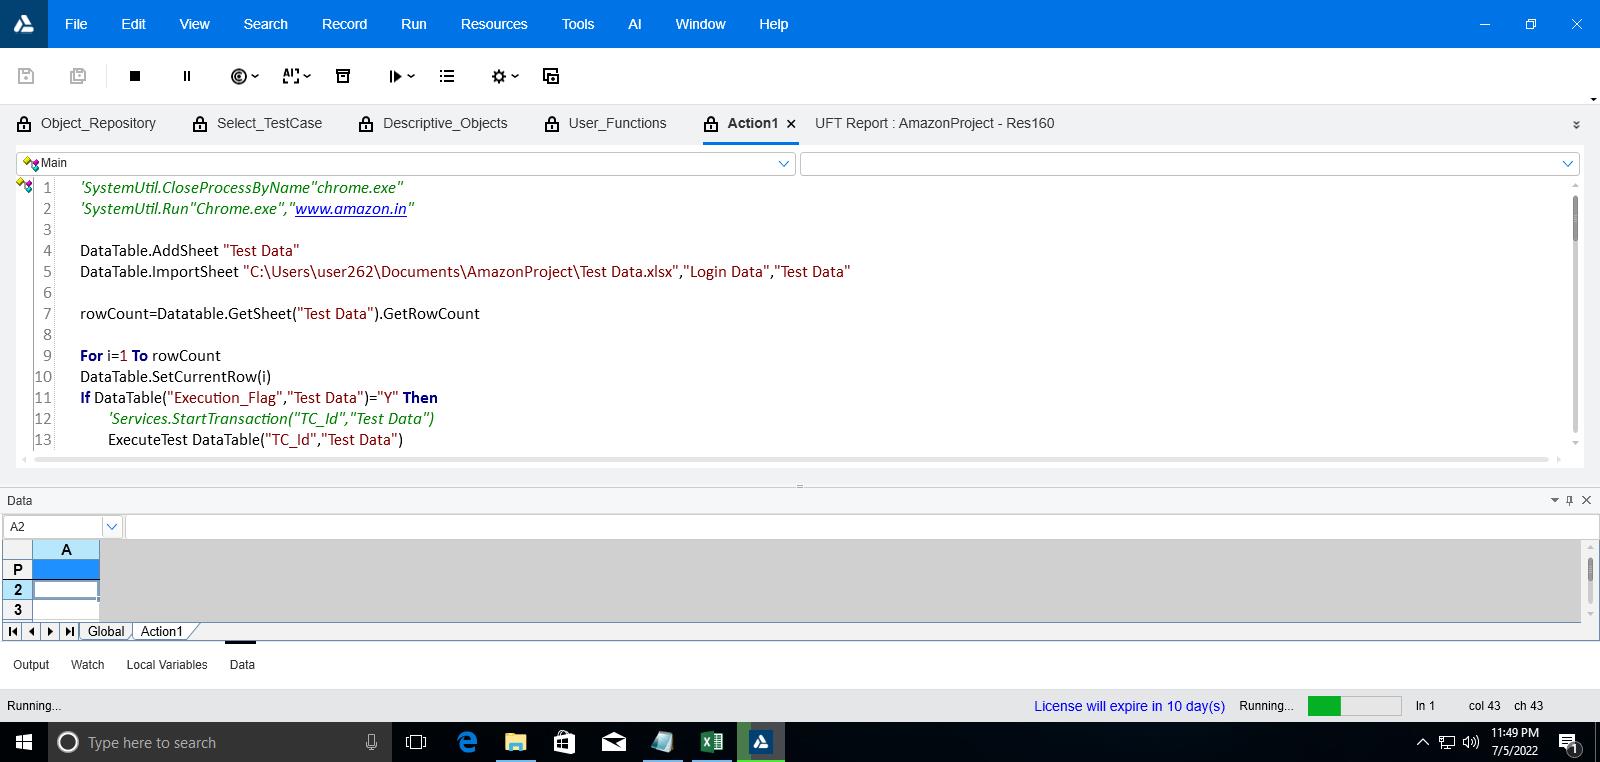 File Edit View Search Record Run Resources Tools AI Window Help
Object_Repository Select_TestCase Descriptive_Objects User_Functions Action1 UFT Report : AmazonProject - Res160
Main
1 'SystemUtil.CloseProcessByName"chrome.exe"
2 'SystemUtil.Run"Chrome.exe","www.amazon.in"
3
4 DataTable.AddSheet "Test Data"
5 DataTable.ImportSheet "C:\Users\user262\Documents\AmazonProject\Test Data.xlsx","Login Data","Test Data"
6
7 rowCount=Datatable.GetSheet("Test Data").GetRowCount
8
9 For i=1 To rowCount
10 DataTable.SetCurrentRow(i)
11 If DataTable("Execution_Flag","Test Data")="Y" Then
12 'Services.StartTransaction("TC_Id","Test Data")
13 ExecuteTest DataTable("TC_Id","Test Data")
Data
A2
A
P
2
3
Global Action1
Output Watch Local Variables Data
Running... License will expire in 10 day(s) Running... ln 1 col 43 ch 43
Type here to search
11:49 PM
7/5/2022
1